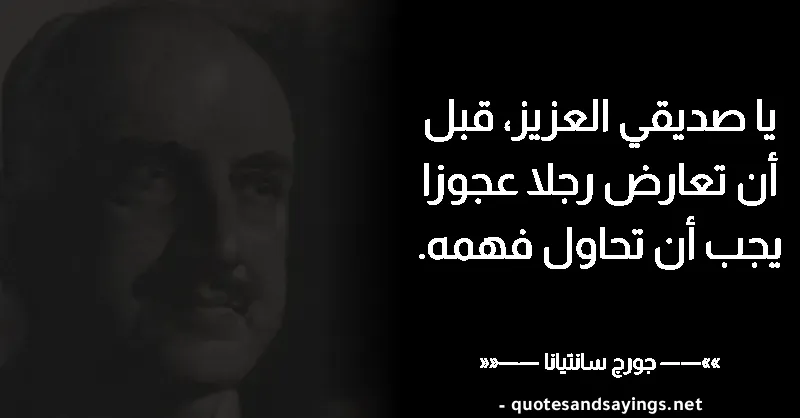 يا صديقي العزيز، قبل
أن تعارض رجلا عجوزا
يجب أن تحاول فهمه.
»»—— جورج سانتيانا ——««
- quotesandsayings.net